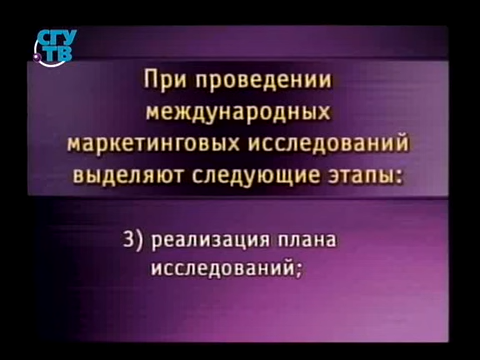 СГУ
ТВ
При проведении
международных
маркетинговых исследований
выделяют следующие этапы:
3) реализация плана
исследований;